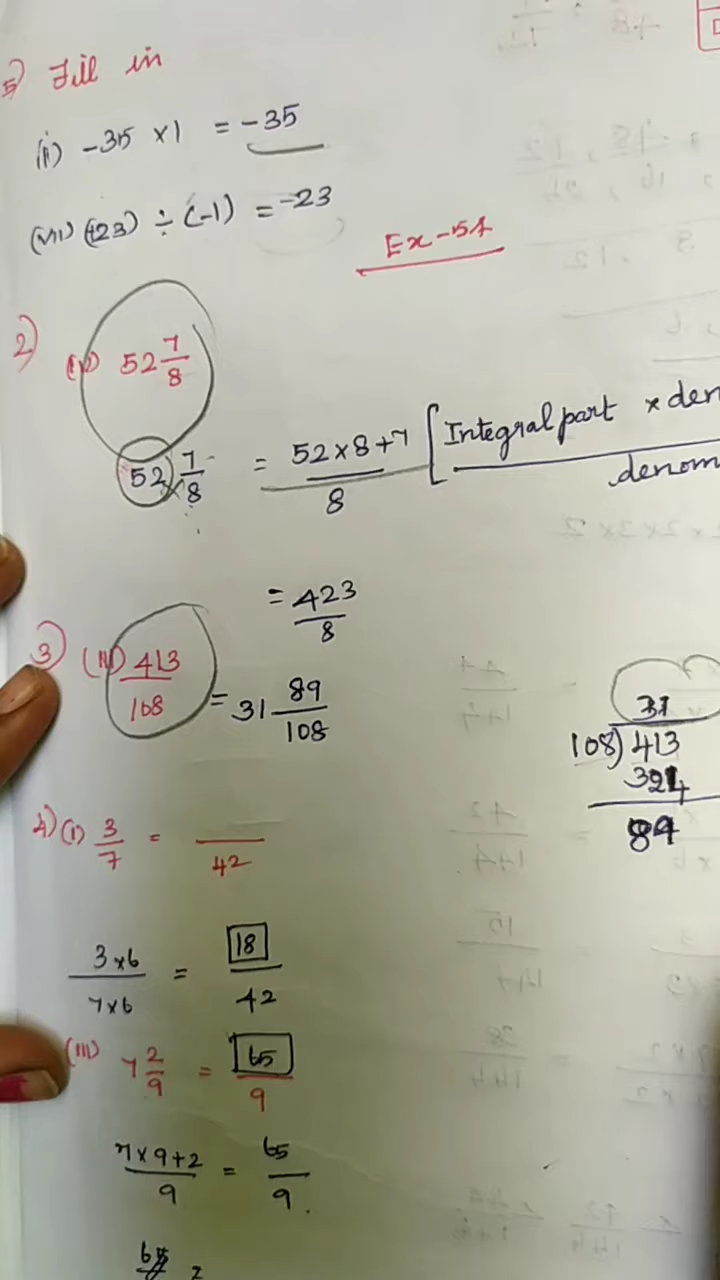 5) Fill in
(ii) -35 × 1 = -35
(vii) (+23) ÷ (-1) = -23
Ex-5A
2) (iv) 52 7/8
52 7/8 = 52×8+7/8 [Integral part × den
denom
= 423/8
3) (iii) 413/108 = 31 89/108
31
108) 413
324
89
4) (i) 3/7 = /42
3×6/7×6 = 18/42
(iii) 7 2/9 = 65/9
7×9+2/9 = 65/9.